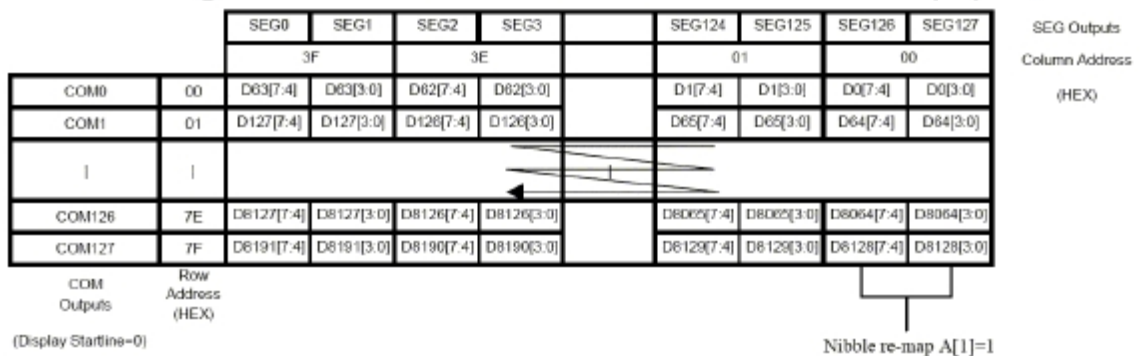 SEG0 SEG1 SEG2 SEG3 SEG124 SEG125 SEG126 SEG127 SEG Outputs
3F 3E 01 00 Column Address
COM0 00 D63[7:4] D63[3:0] D62[7:4] D62[3:0] D1[7:4] D1[3:0] D0[7:4] D0[3:0] (HEX)
COM1 01 D127[7:4] D127[3:0] D126[7:4] D126[3:0] D65[7:4] D65[3:0] D64[7:4] D64[3:0]
| | |
COM126 7E D8127[7:4] D8127[3:0] D8126[7:4] D8126[3:0] D8065[7:4] D8065[3:0] D8064[7:4] D8064[3:0]
COM127 7F D8191[7:4] D8191[3:0] D8190[7:4] D8190[3:0] D8129[7:4] D8129[3:0] D8128[7:4] D8128[3:0]
COM Row
Outputs Address
(HEX)
(Display Startline=0)
Nibble re-map A[1]=1